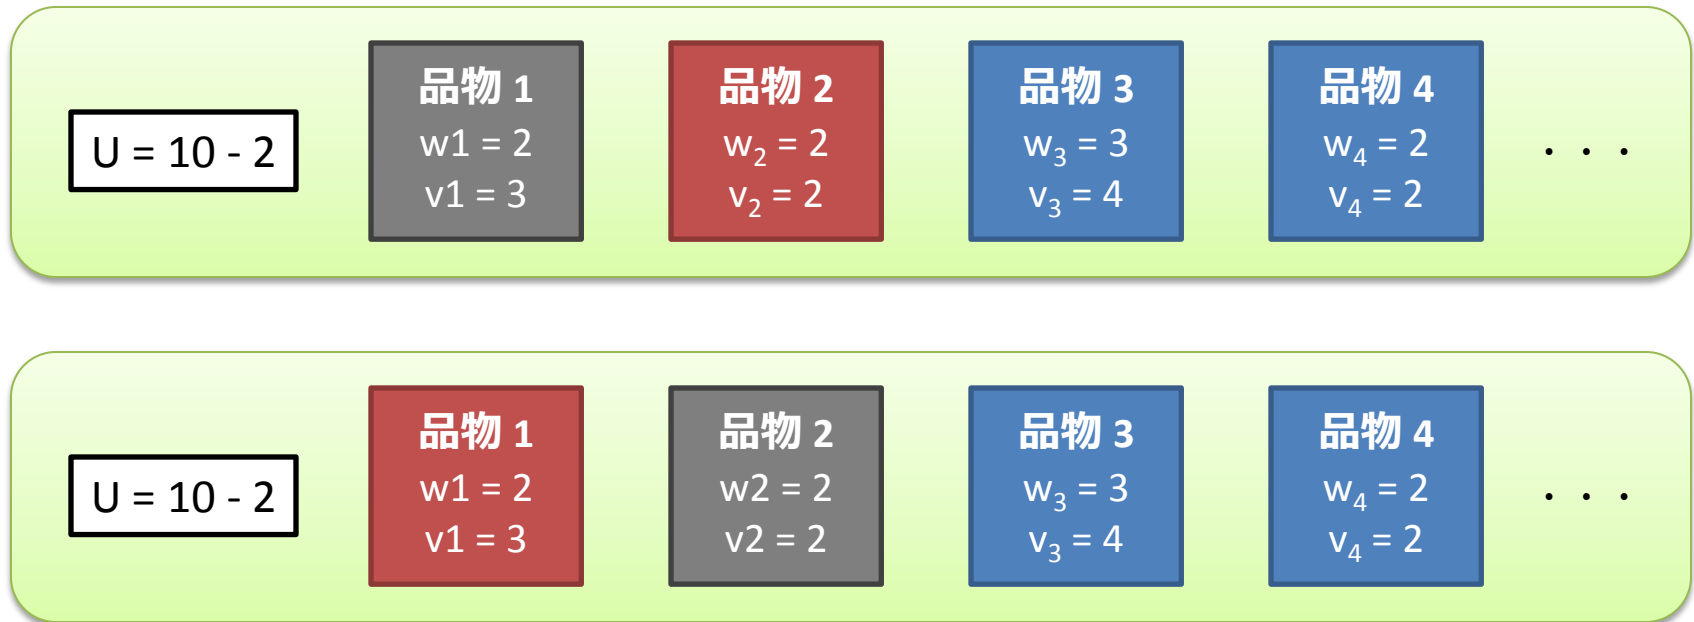 U = 10 - 2
品物 1
w1 = 2
v1 = 3
品物 2
w₂ = 2
v₂ = 2
品物 3
w₃ = 3
v₃ = 4
品物 4
w₄ = 2
v₄ = 2
・・・
U = 10 - 2
品物 1
w1 = 2
v1 = 3
品物 2
w2 = 2
v2 = 2
品物 3
w₃ = 3
v₃ = 4
品物 4
w₄ = 2
v₄ = 2
・・・